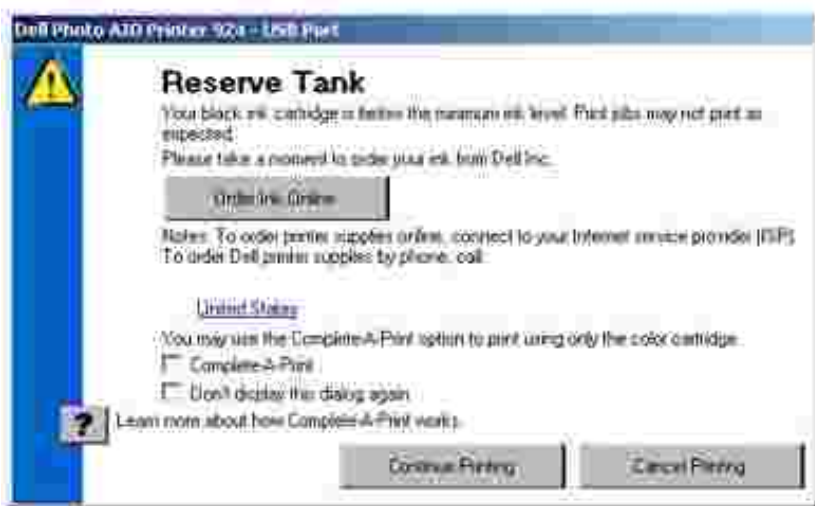 Dell Photo AIO Printer 924 - USB Port
Reserve Tank
Your black ink cartridge is below the minimum ink level. Print jobs may not print as
expected.
Please take a moment to order your ink from Dell Inc.
Order Ink Online
Notes: To order printer supplies online, connect to your Internet service provider (ISP).
To order Dell printer supplies by phone, call:
United States
You may use the Complete-A-Print option to print using only the color cartridge.
Complete-A-Print
Don't display this dialog again
? Learn more about how Complete-A-Print works.
Continue Printing
Cancel Printing